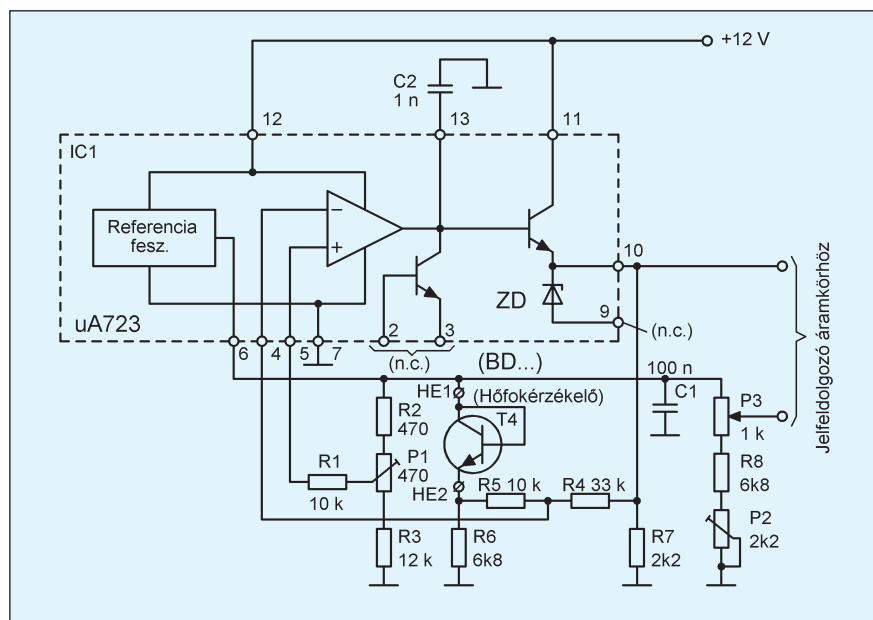 +12 V
C2
1 n
12
13
11
IC1
Referencia
fesz.
−
+
10
ZD
9
uA723
2
3
(n.c.)
6
4
5
7
(n.c.)
(BD...)
100 n
HE1
(Hőfokérzékelő)
C1
P3
1 k
R2
470
T4
R1
10 k
P1
470
R8
6k8
HE2
R5 10 k
R4 33 k
R3
12 k
R6
6k8
R7
2k2
P2
2k2
Jelfeldolgozó áramkörhöz